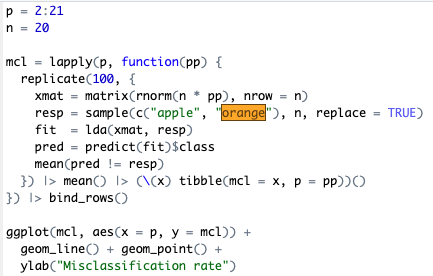 p = 2:21
n = 20

mcl = lapply(p, function(pp) {
  replicate(100, {
    xmat = matrix(rnorm(n * pp), nrow = n)
    resp = sample(c("apple", "orange"), n, replace = TRUE)
    fit  = lda(xmat, resp)
    pred = predict(fit)$class
    mean(pred != resp)
  }) |> mean() |> (\(x) tibble(mcl = x, p = pp))()
}) |> bind_rows()

ggplot(mcl, aes(x = p, y = mcl)) +
  geom_line() + geom_point() +
  ylab("Misclassification rate")